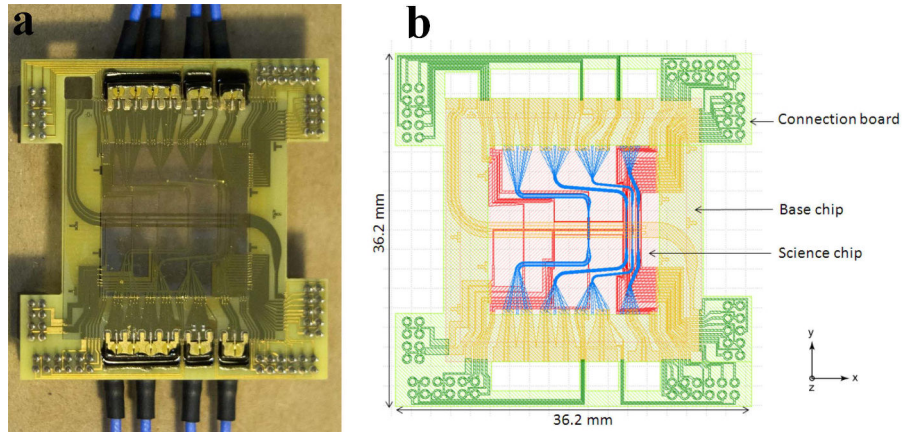 a
b
Connection board
Base chip
Science chip
36.2 mm
36.2 mm
y
z
x